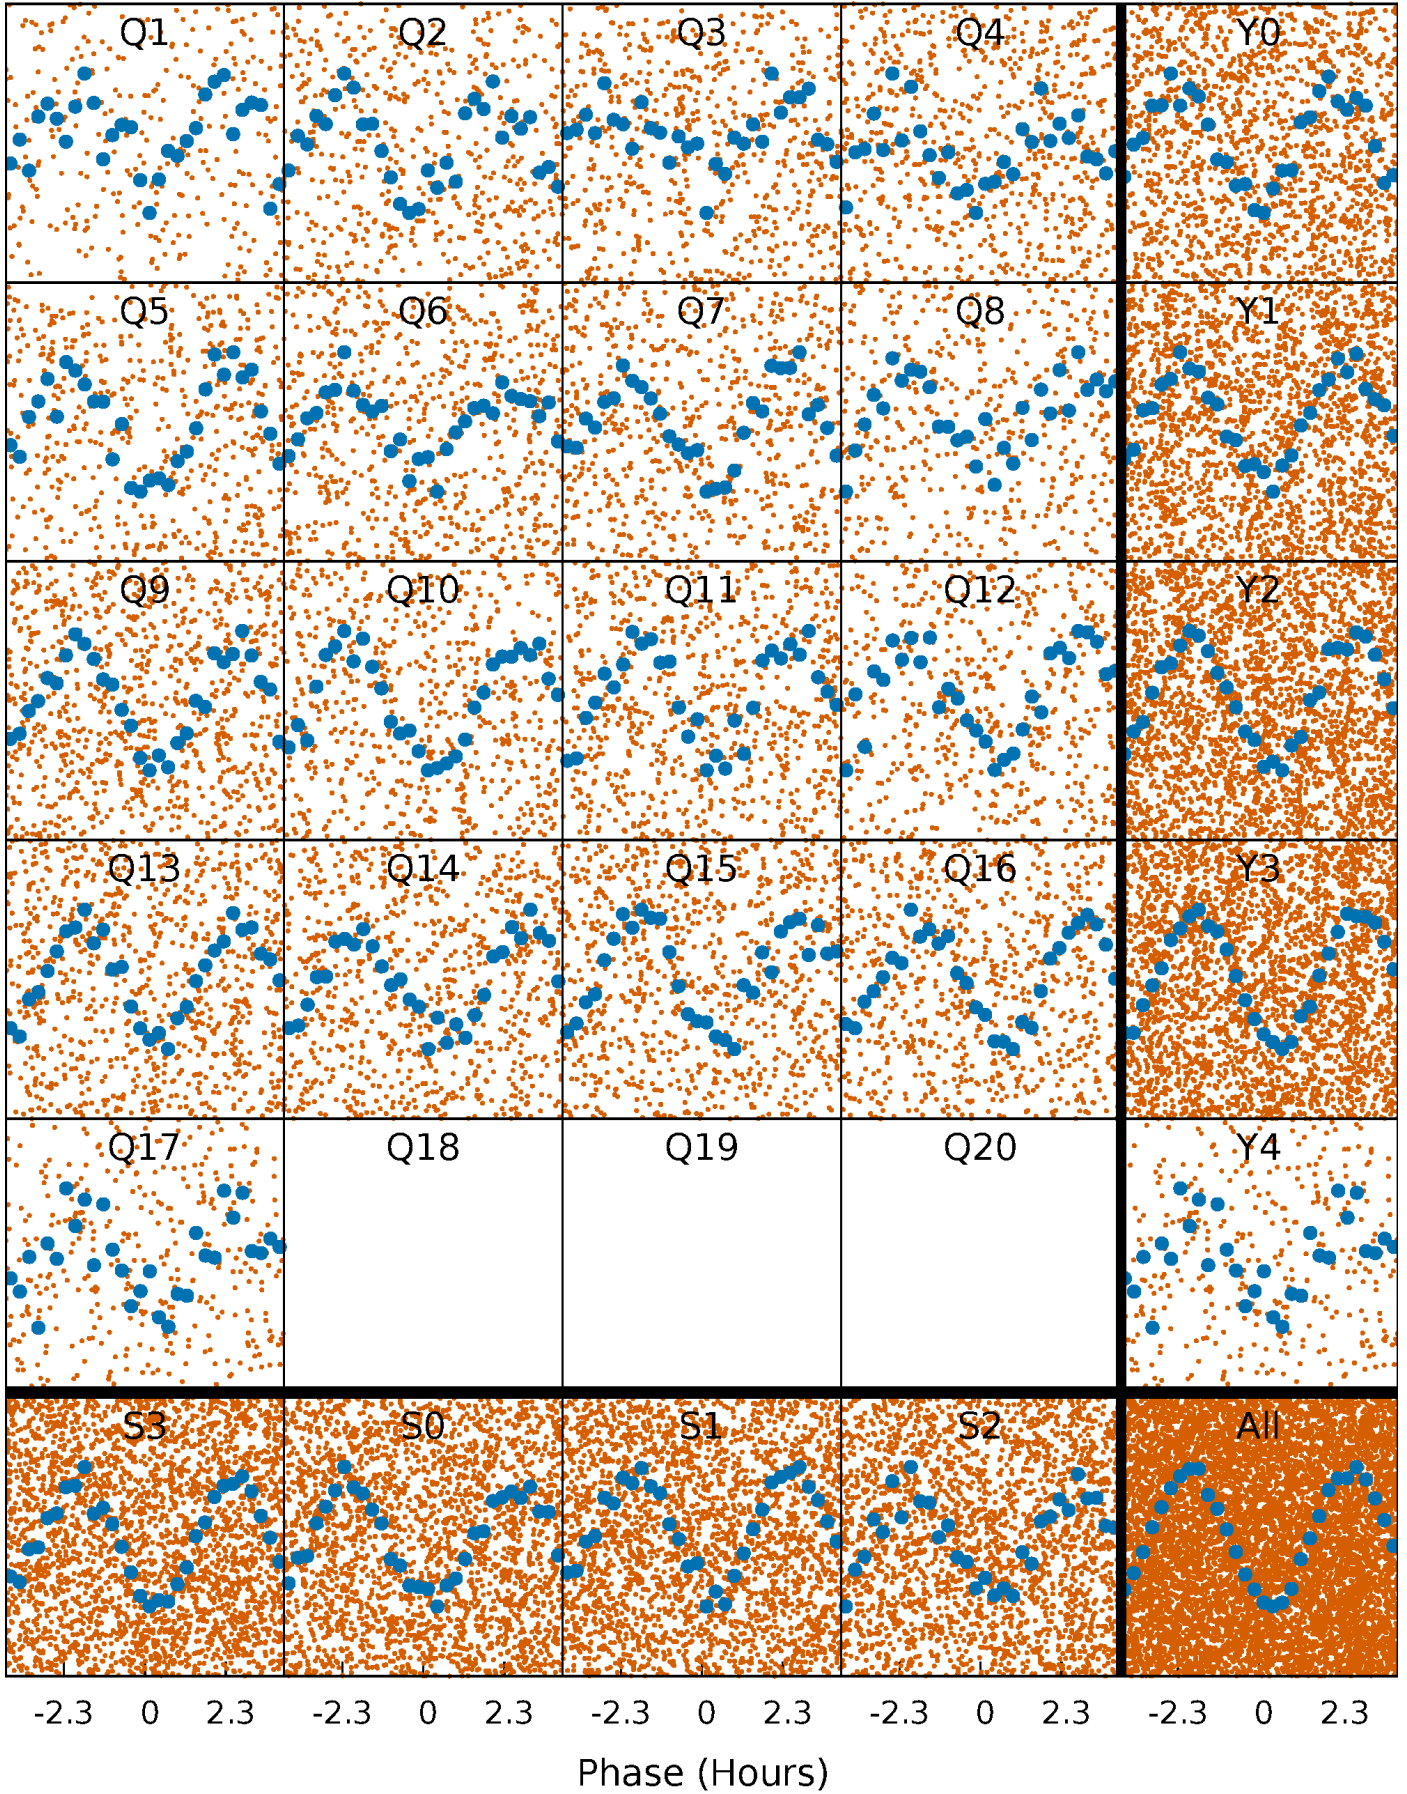 Q1 Q2 Q3 Q4 Y0
Q5 Q6 Q7 Q8 Y1
Q9 Q10 Q11 Q12 Y2
Q13 Q14 Q15 Q16 Y3
Q17 Q18 Q19 Q20 Y4
S3 S0 S1 S2 All
-2.3 0 2.3 -2.3 0 2.3 -2.3 0 2.3 -2.3 0 2.3 -2.3 0 2.3
Phase (Hours)